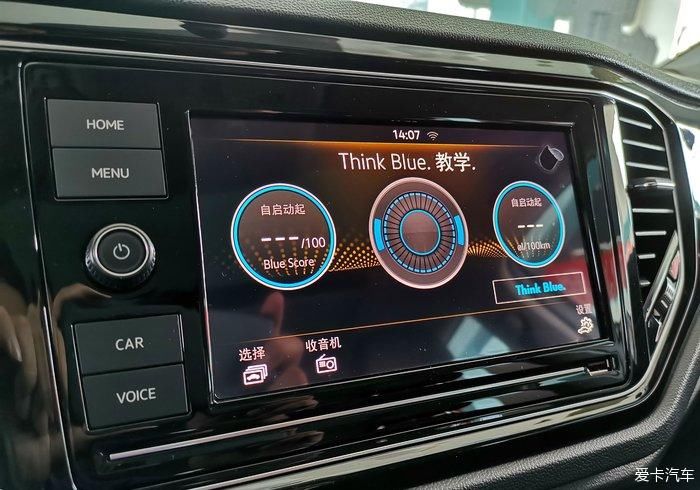 HOME
MENU
CAR
VOICE
14:07
Think Blue. 教学.
自启动起
---/100
Blue Score
自启动起
---
el/100km
Think Blue.
设置
选择
收音机
爱卡汽车